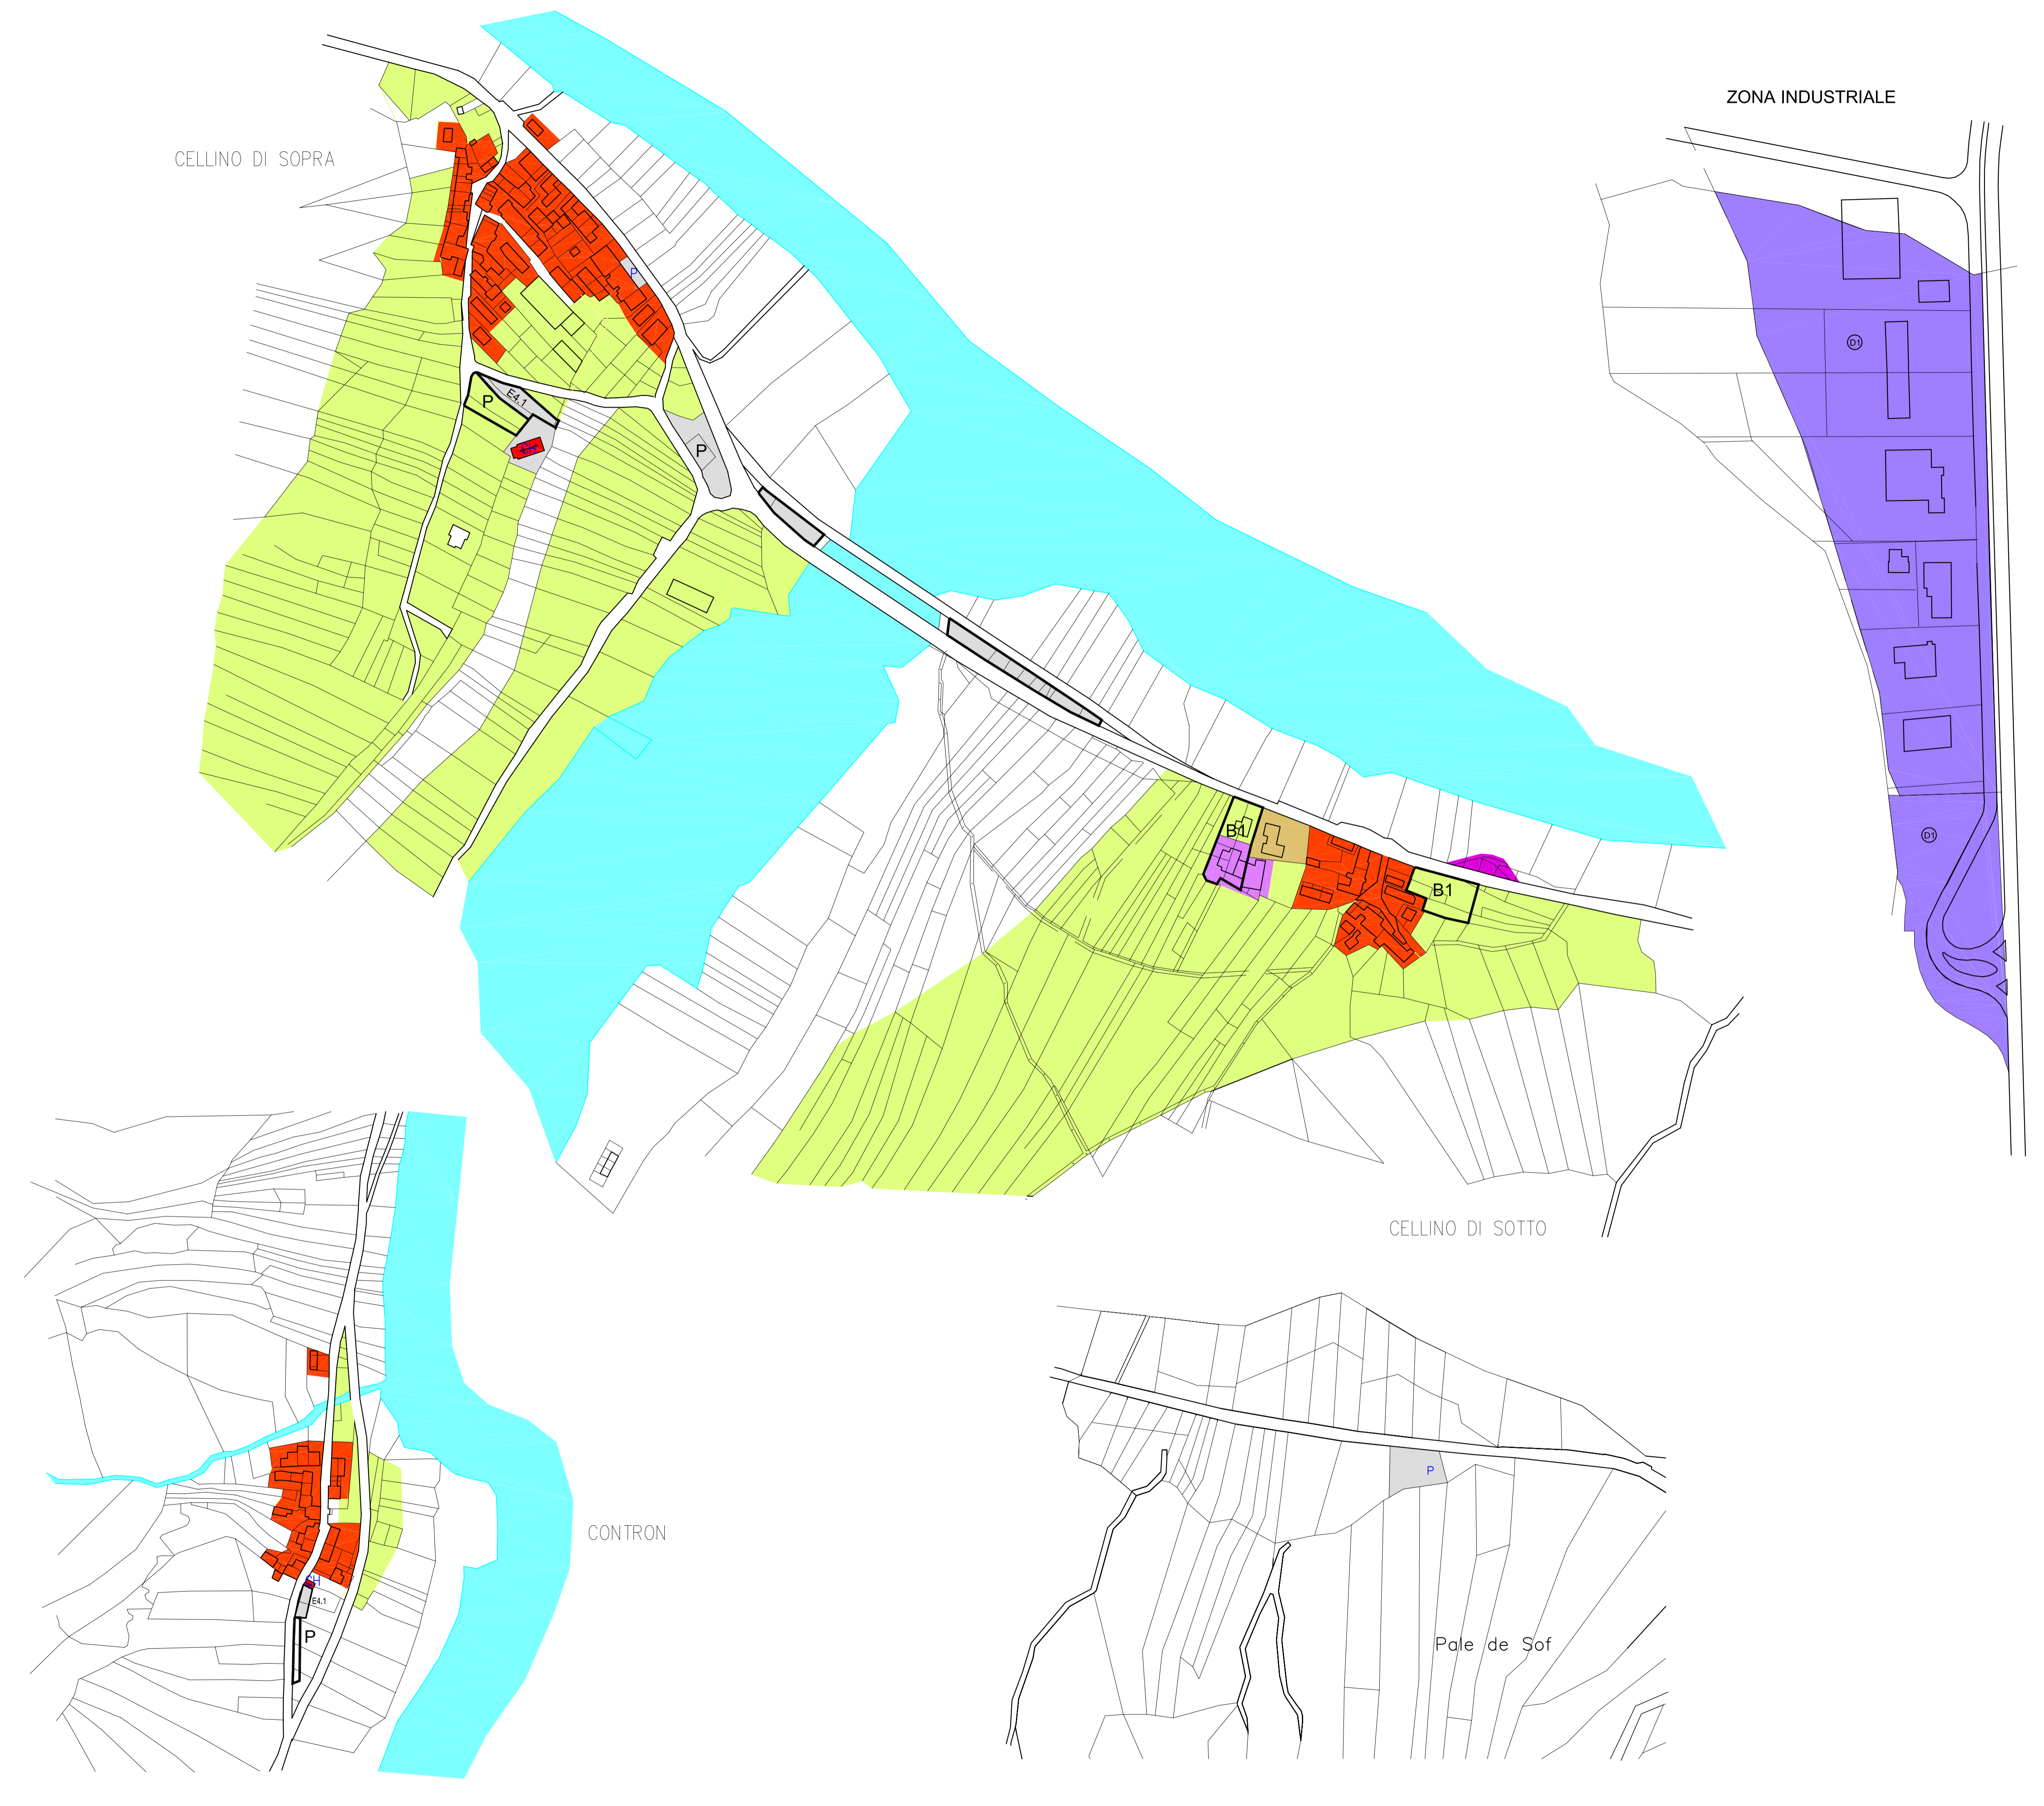 ZONA INDUSTRIALE
CELLINO DI SOPRA
P
D1
E4.1
P
P
B1
D1
B1
CELLINO DI SOTTO
P
CONTRON
CH
E4.1
P
Pale de Sof